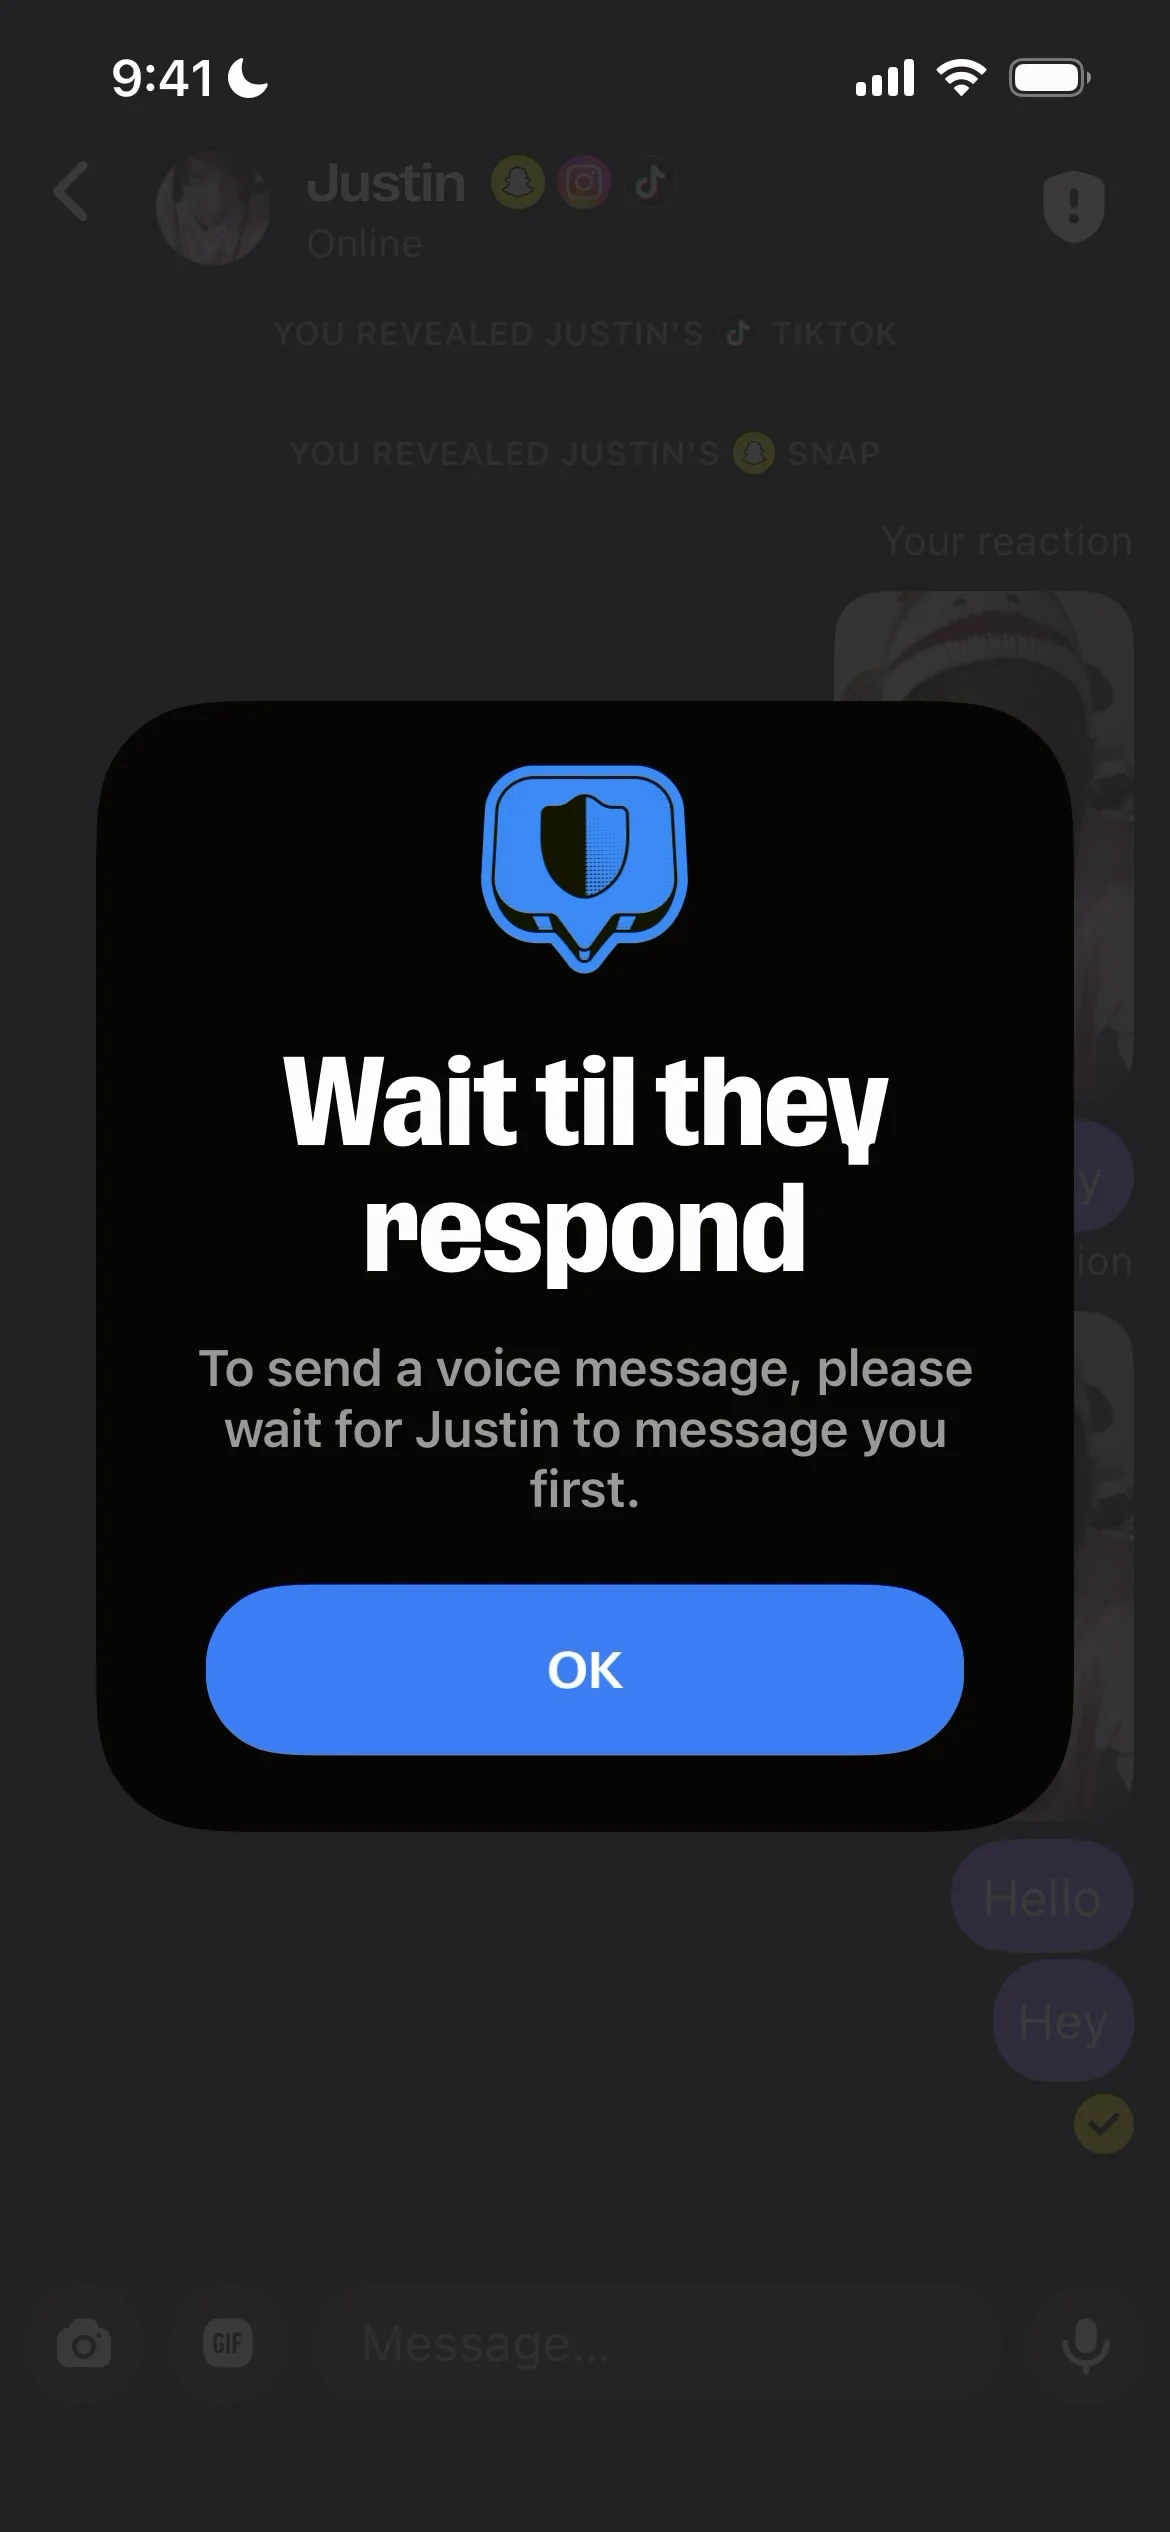 9:41
Justin
Online
YOU REVEALED JUSTIN'S TIKTOK
YOU REVEALED JUSTIN'S SNAP
Your reaction
Wait til they
respond
y
ion
To send a voice message, please
wait for Justin to message you
first.
OK
Hello
Hey
GIF
Message...